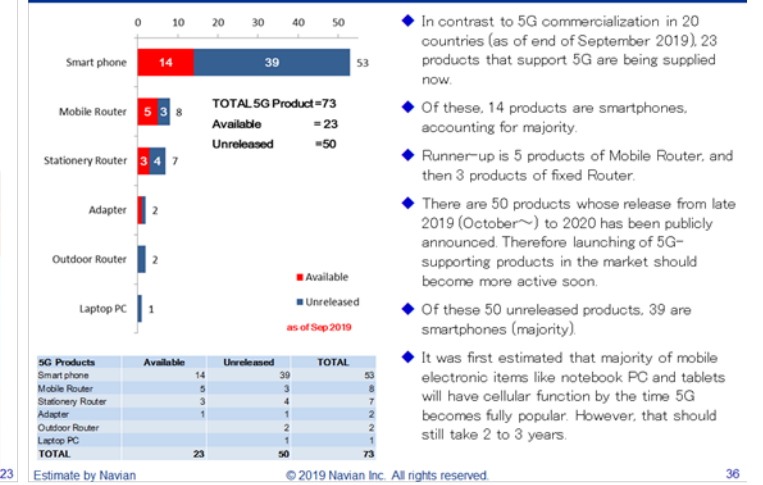 0 10 20 30 40 50
Smart phone 14 39 53
Mobile Router 5 3 8
Stationery Router 3 4 7
Adapter 2
Outdoor Router 2
Laptop PC 1
TOTAL 5G Product =73
Available = 23
Unreleased =50
Available
Unreleased
as of Sep 2019
5G Products Available Unreleased TOTAL
Smart phone 14 39 53
Mobile Router 5 3 8
Stationery Router 3 4 7
Adapter 1 1 2
Outdoor Router 2 2
Laptop PC 1 1
TOTAL 23 50 73
In contrast to 5G commercialization in 20
countries (as of end of September 2019), 23
products that support 5G are being supplied
now.
Of these, 14 products are smartphones,
accounting for majority.
Runner-up is 5 products of Mobile Router, and
then 3 products of fixed Router.
There are 50 products whose release from late
2019 (October～) to 2020 has been publicly
announced. Therefore launching of 5G-
supporting products in the market should
become more active soon.
Of these 50 unreleased products, 39 are
smartphones (majority).
It was first estimated that majority of mobile
electronic items like notebook PC and tablets
will have cellular function by the time 5G
becomes fully popular. However, that should
still take 2 to 3 years.
23 Estimate by Navian © 2019 Navian Inc. All rights reserved. 36